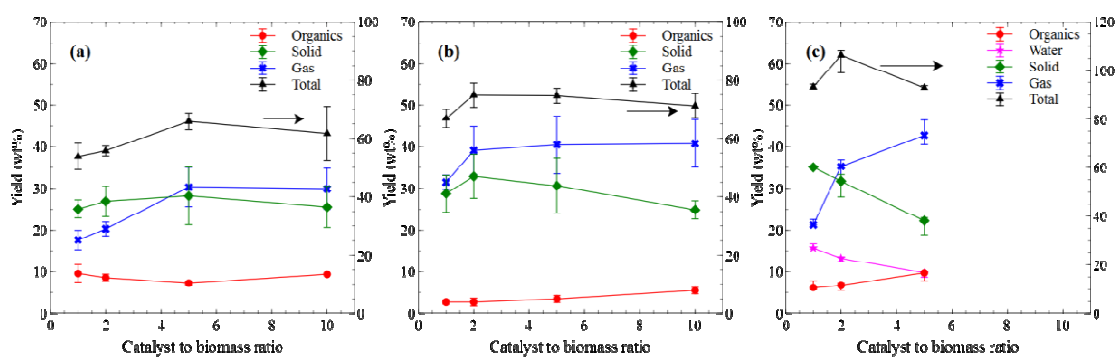 70
60
50
40
30
20
10
0
Yield (wt%)
(a)
Organics
Solid
Gas
Total
100
80
60
40
20
0
0 2 4 6 8 10
Catalyst to biomass ratio
70
60
50
40
30
20
10
0
Yield (wt%)
(b)
Organics
Solid
Gas
Total
100
80
60
40
20
0
0 2 4 6 8 10
Catalyst to biomass ratio
70
60
50
40
30
20
10
0
Yield (wt%)
(c)
Organics
Water
Solid
Gas
Total
120
100
80
60
40
20
0
0 2 4 6 8 10
Catalyst to biomass ratio